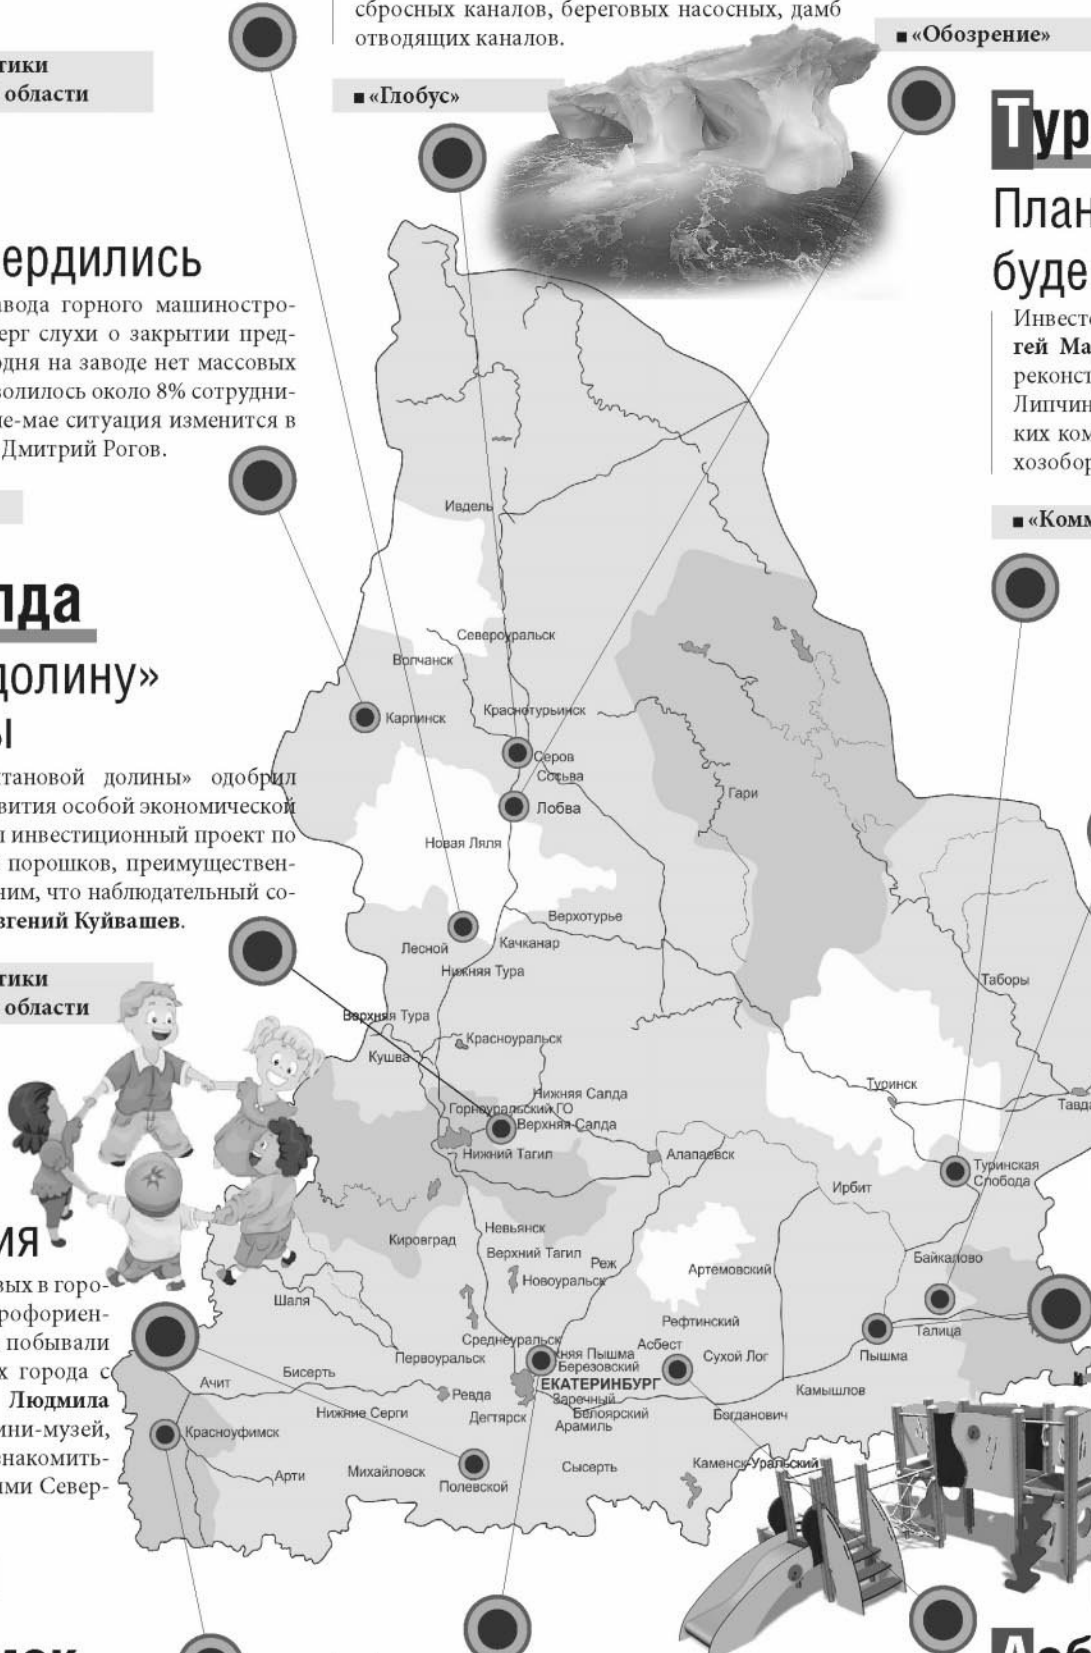 сбросных каналов, береговых насосных, дамб
отводящих каналов.
■ «Глобус»
■ «Обозрение»
тики
области
ердились
авода горного машиностро-
ерг слухи о закрытии пред-
одня на заводе нет массовых
волилось около 8% сотрудни-
ле-мае ситуация изменится в
Дмитрий Рогов.
лда
долину»
ы
итановой долины» одобрил
вития особой экономической
л инвестиционный проект по
порошков, преимуществен-
ним, что наблюдательный со-
вгений Куйвашев.
тики
области
ия
вых в горо-
рофориен-
побывали
х города с
Людмила
ини-музей,
знакомить-
ими Север-
Тур
План
буде
Инвесто
гей Ма
реконст
Липчин
ких ком
хозобор
■ «Комм
Ивдель
Североуральск
Волчанск
Карпинск
Краснотурьинск
Серов
Сосьва
Лобва
Гари
Новая Ляля
Верхотурье
Лесной
Качканар
Нижняя Тура
Таборы
Верхняя Тура
Красноуральск
Кушва
Туринск
Тавда
Нижняя Салда
Горноуральский ГО
Верхняя Салда
Нижний Тагил
Алапаевск
Туринская
Слобода
Ирбит
Невьянск
Кировград
Верхний Тагил
Реж
Новоуральск
Артемовский
Байкалово
Шаля
Рефтинский
Талица
Среднеуральск
хняя Пышма
Асбест
Березовский
Сухой Лог
Пышма
Первоуральск
Бисерть
Ачит
ЕКАТЕРИНБУРГ
Ревда
Заречный
Камышлов
Нижние Серги
Дегтярск
Белоярский
Арамиль
Богданович
Красноуфимск
Арти
Михайловск
Полевской
Сысерть
Каменск-Уральский